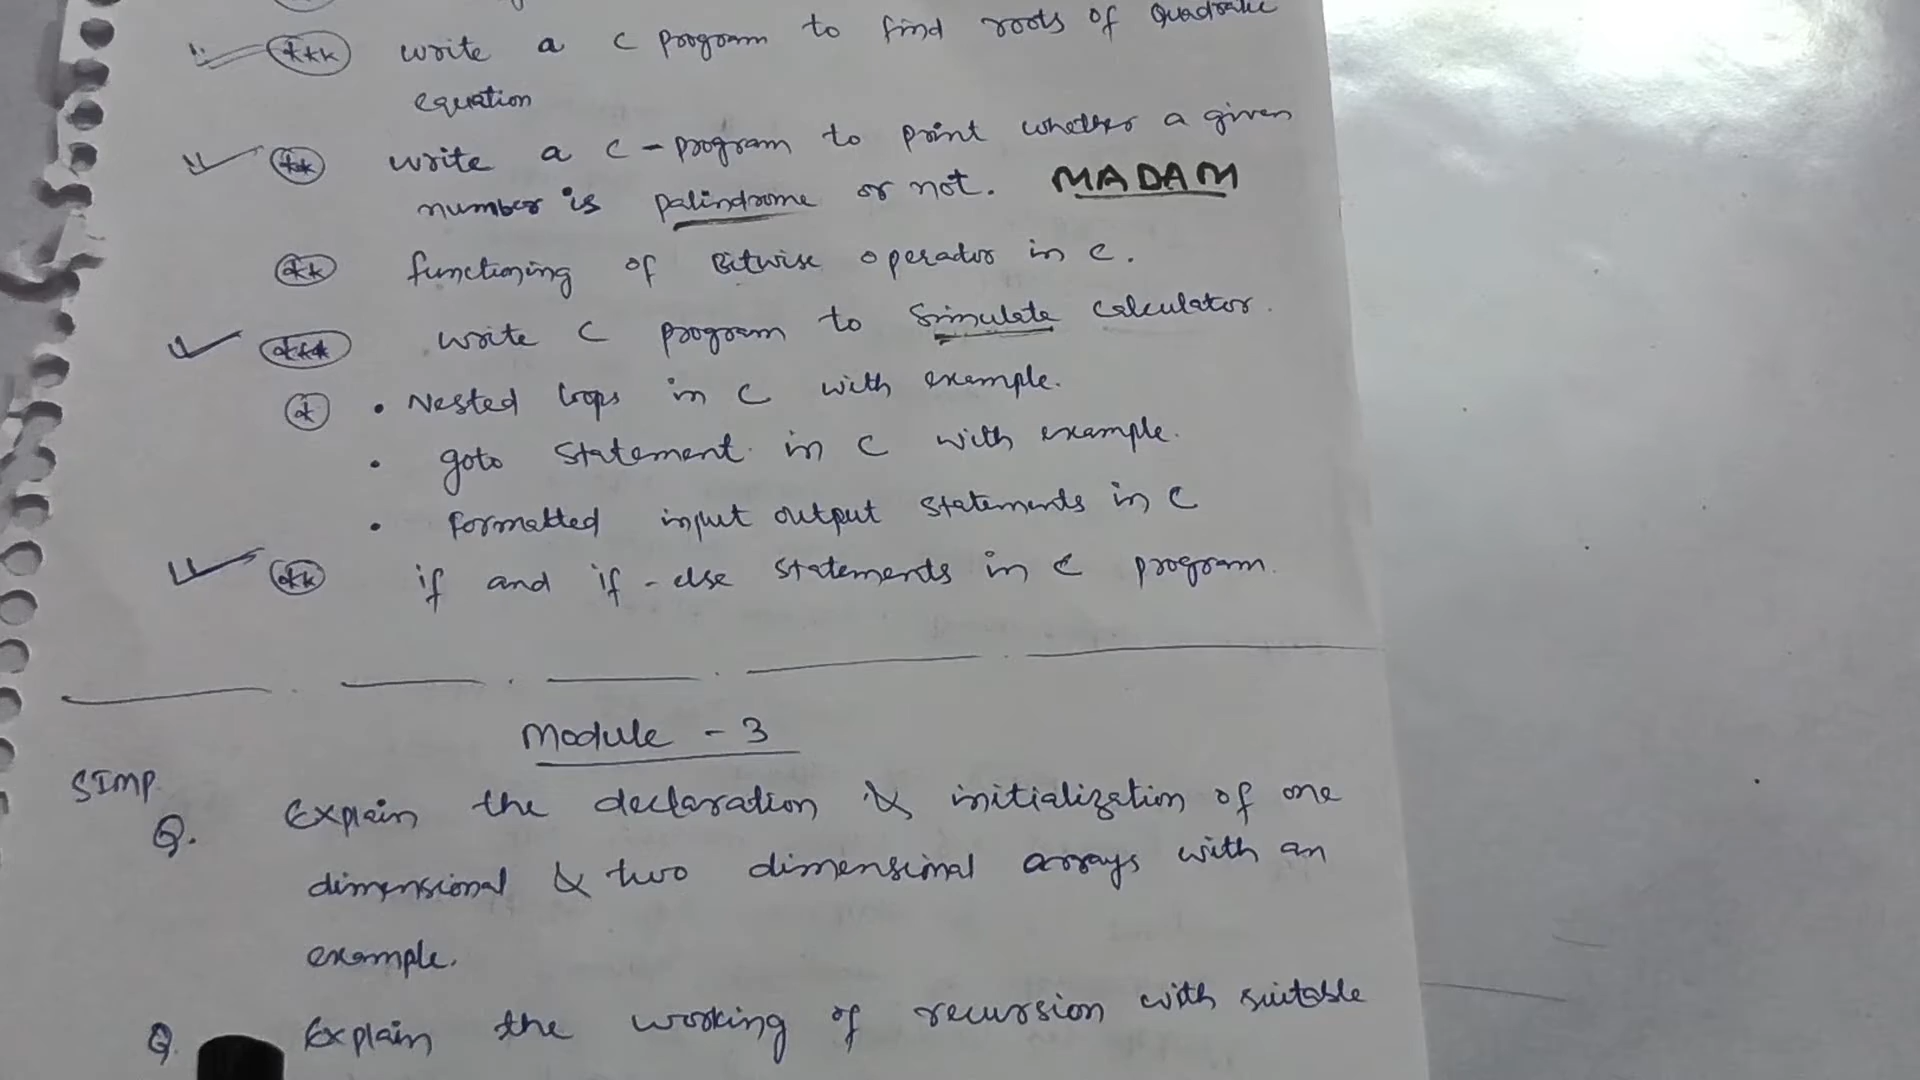 *** write a c program to find roots of Quadratic
equation
** write a c-program to print whether a given
number is palindrome or not. MADAM
** functioning of Bitwise operator in c.
*** write c program to simulate calculator.
* • Nested loops in c with example.
• goto statement in c with example.
• formatted input output statements in c
** if and if-else statements in c program.
Module - 3
SIMP
Q. Explain the declaration & initialization of one
dimensional & two dimensional arrays with an
example.
Q. Explain the working of recursion with suitable